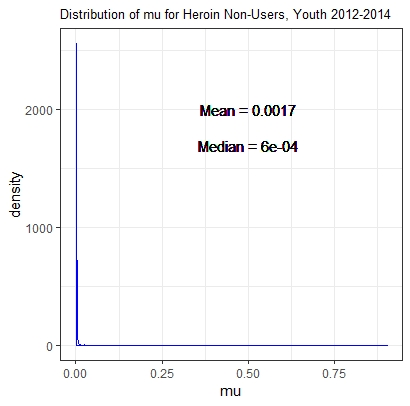 Distribution of mu for Heroin Non-Users, Youth 2012-2014
Mean = 0.0017
Median = 6e-04
density
2000
1000
0
0.00 0.25 0.50 0.75
mu